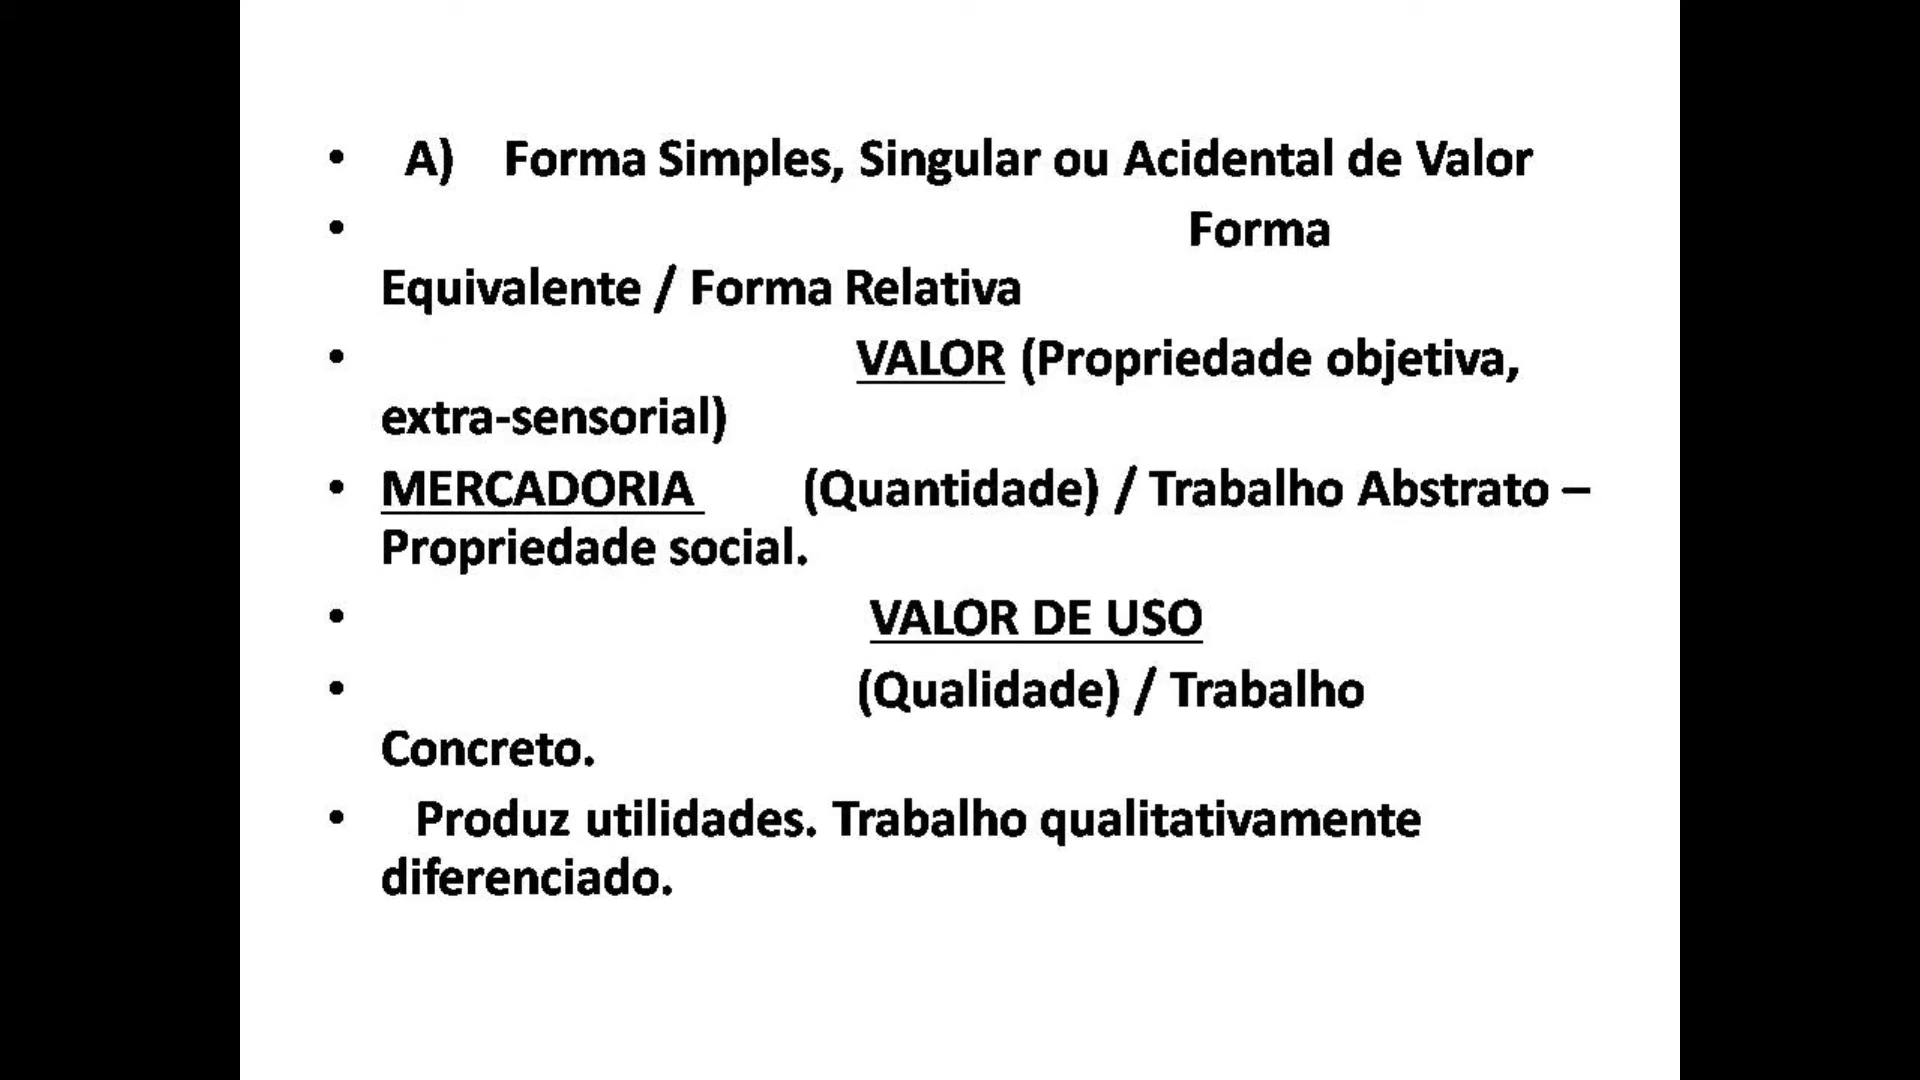 • A) Forma Simples, Singular ou Acidental de Valor
• Forma
Equivalente / Forma Relativa
• VALOR (Propriedade objetiva,
extra-sensorial)
• MERCADORIA (Quantidade) / Trabalho Abstrato –
Propriedade social.
• VALOR DE USO
• (Qualidade) / Trabalho
Concreto.
• Produz utilidades. Trabalho qualitativamente
diferenciado.